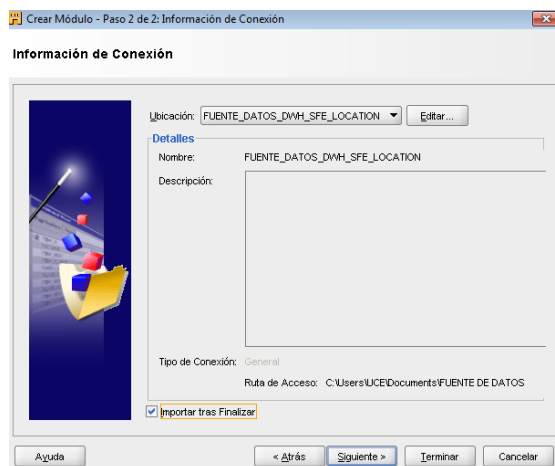 Crear Módulo - Paso 2 de 2: Información de Conexión
Información de Conexión
Ubicación: FUENTE_DATOS_DWH_SFE_LOCATION Editar...
Detalles
Nombre: FUENTE_DATOS_DWH_SFE_LOCATION
Descripción:
Tipo de Conexión: General
Ruta de Acceso: C:\Users\UCE\Documents\FUENTE DE DATOS
Importar tras Finalizar
Ayuda < Atrás Siguiente > Terminar Cancelar